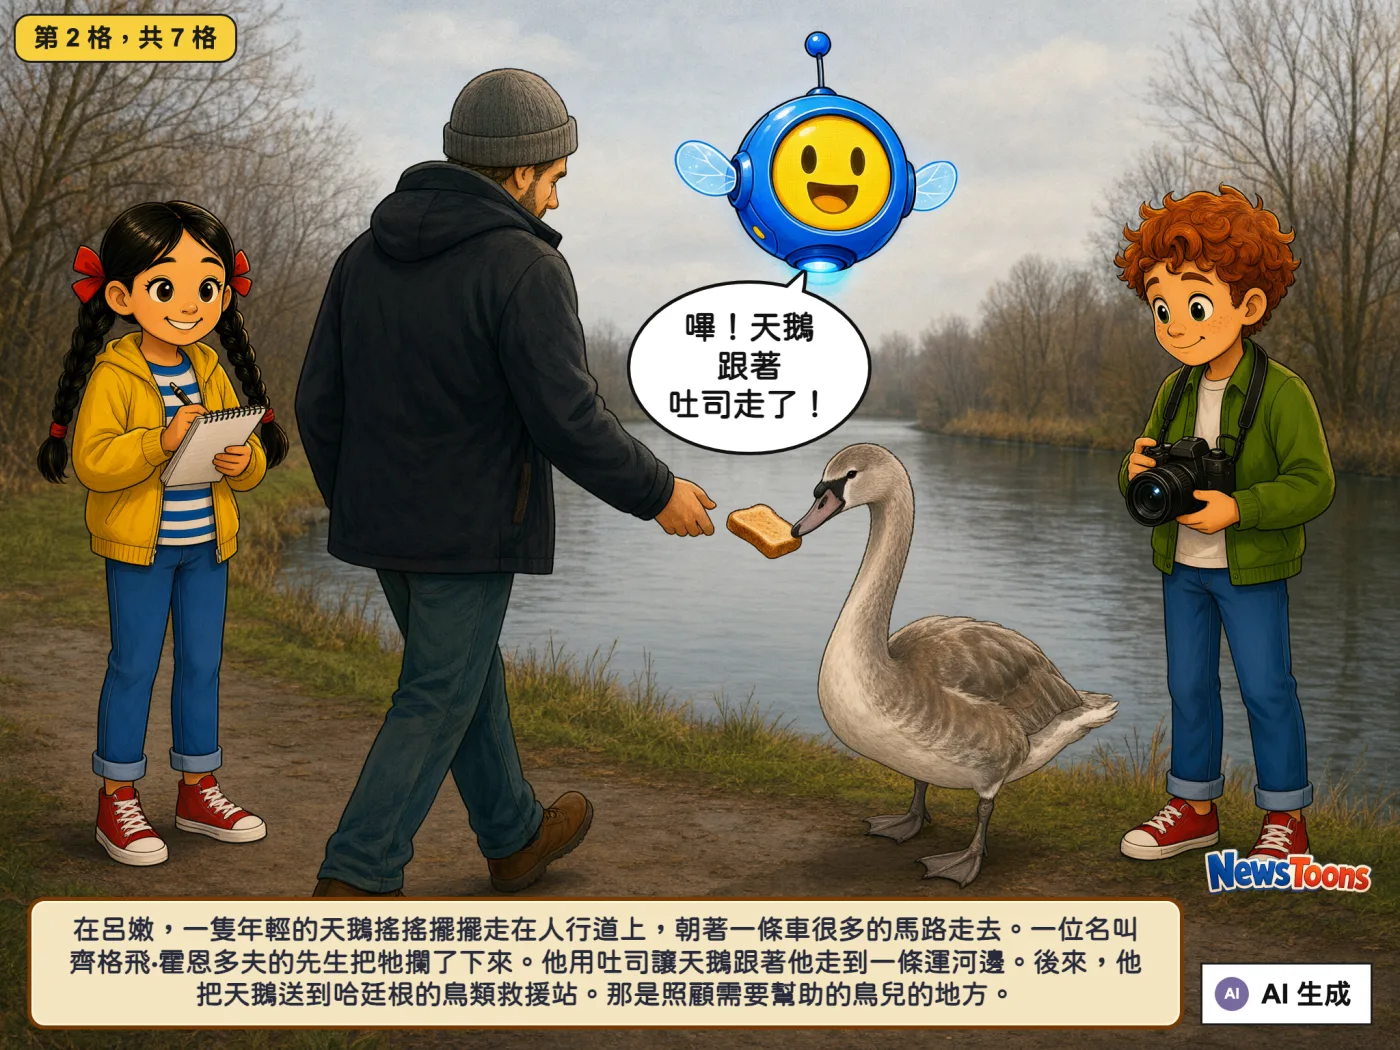 第 2 格，共 7 格
嗶！天鵝
跟著
吐司走了！
NEWSTOONS
在呂嫩，一隻年輕的天鵝搖搖擺擺走在人行道上，朝著一條車很多的馬路走去。一位名叫
齊格飛·霍恩多夫的先生把牠攔了下來。他用吐司讓天鵝跟著他走到一條運河邊。後來，他
把天鵝送到哈廷根的鳥類救援站。那是照顧需要幫助的鳥兒的地方。
AI AI 生成